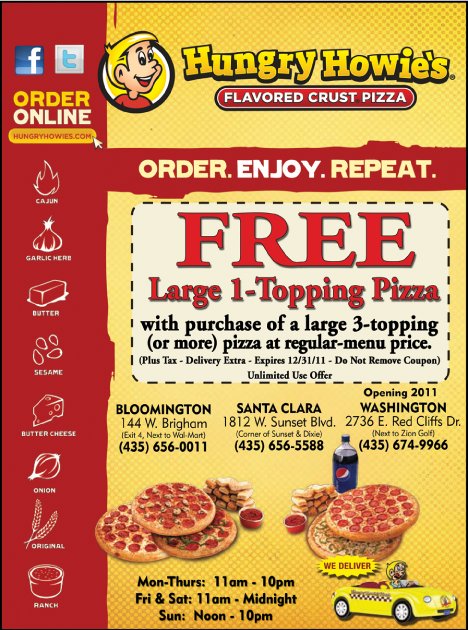 f t
Hungry Howie's®
FLAVORED CRUST PIZZA
ORDER
ONLINE
HUNGRYHOWIES.COM
ORDER. ENJOY. REPEAT.
CAJUN
GARLIC HERB
BUTTER
SESAME
BUTTER CHEESE
ONION
ORIGINAL
RANCH
FREE
Large 1-Topping Pizza
with purchase of a large 3-topping
(or more) pizza at regular-menu price.
(Plus Tax - Delivery Extra - Expires 12/31/11 - Do Not Remove Coupon)
Unlimited Use Offer
BLOOMINGTON
144 W. Brigham
(Exit 4, Next to Wal-Mart)
(435) 656-0011
SANTA CLARA
1812 W. Sunset Blvd.
(Corner of Sunset & Dixie)
(435) 656-5588
Opening 2011
WASHINGTON
2736 E. Red Cliffs Dr.
(Next to Zion Golf)
(435) 674-9966
WE DELIVER
Mon-Thurs: 11am - 10pm
Fri & Sat: 11am - Midnight
Sun: Noon - 10pm